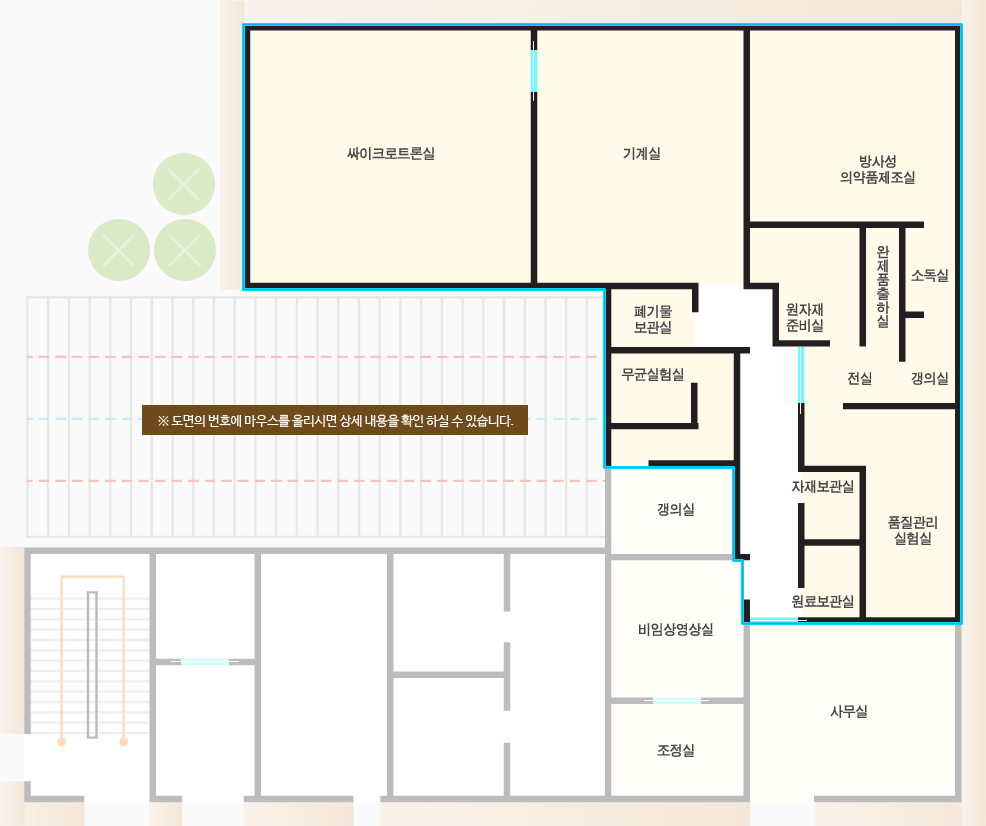 싸이크로트론실
기계실
방사성
의약품제조실
완제품출하실
소독실
폐기물
보관실
원자재
준비실
무균실험실
전실
갱의실
※ 도면의 번호에 마우스를 올리시면 상세 내용을 확인 하실 수 있습니다.
자재보관실
갱의실
품질관리
실험실
원료보관실
비임상영상실
사무실
조정실